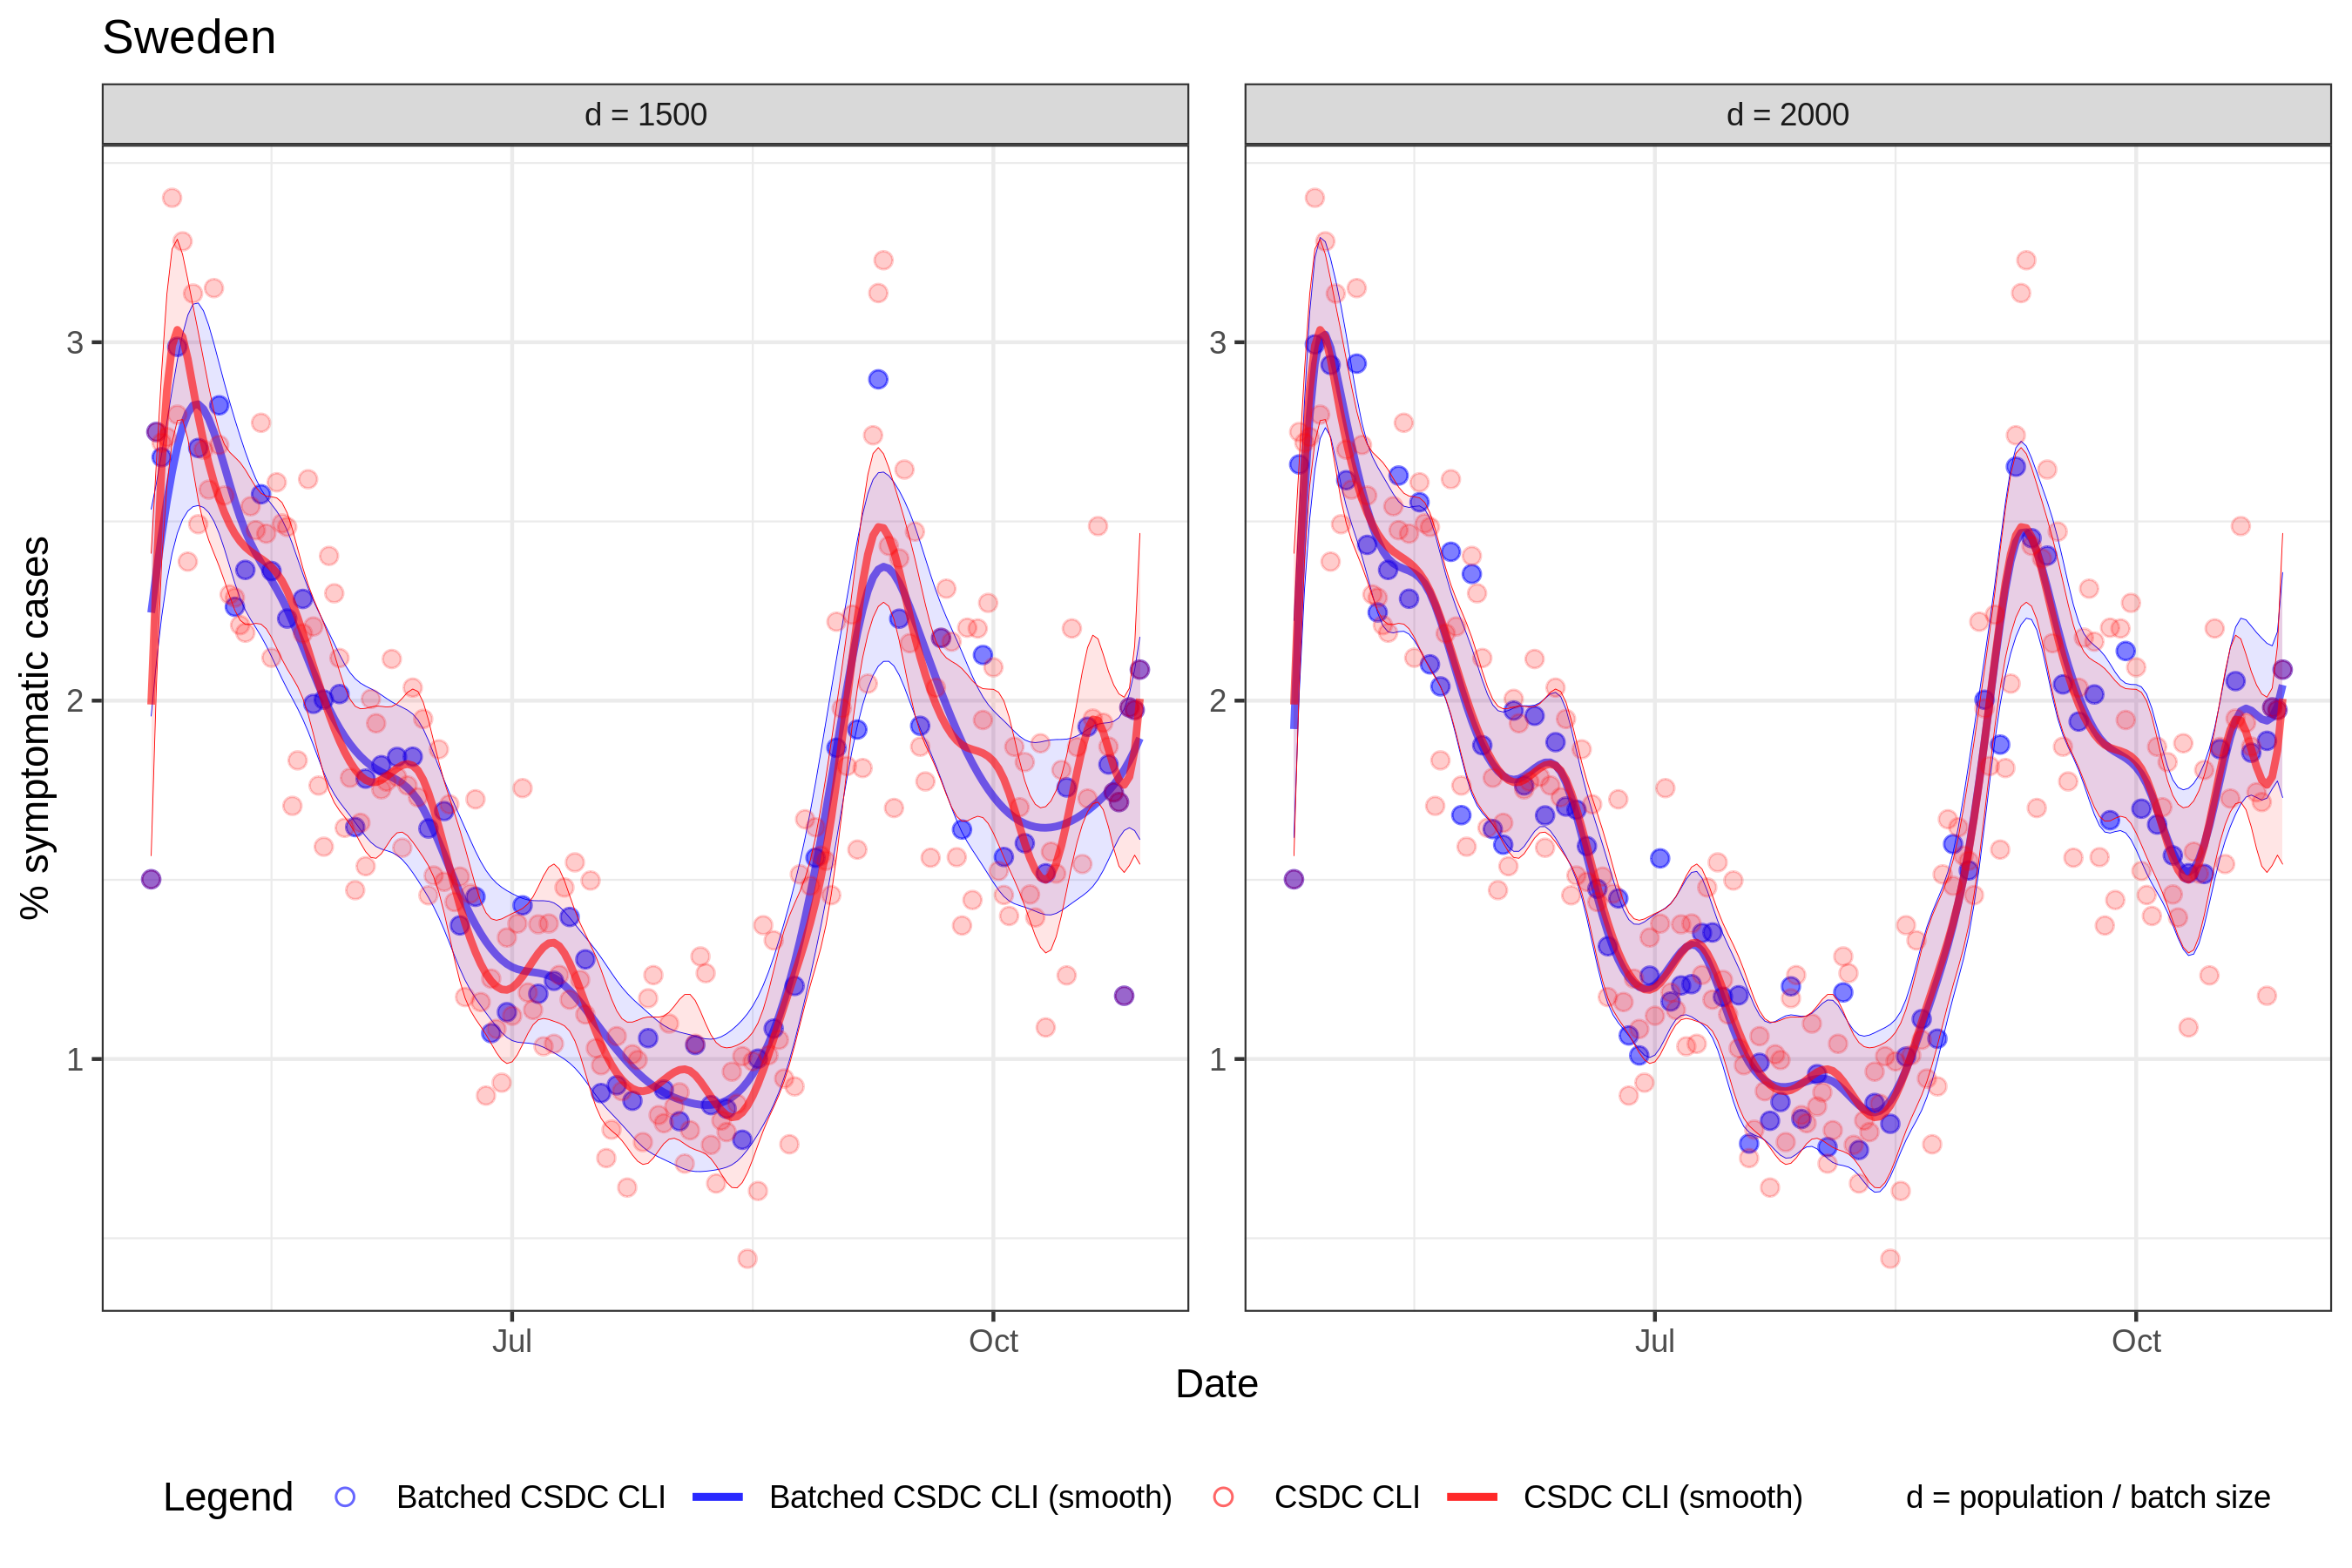 Sweden
d = 1500
d = 2000
% symptomatic cases
3
2
1
3
2
1
Jul
Oct
Jul
Oct
Date
Legend
Batched CSDC CLI
Batched CSDC CLI (smooth)
CSDC CLI
CSDC CLI (smooth)
d = population / batch size